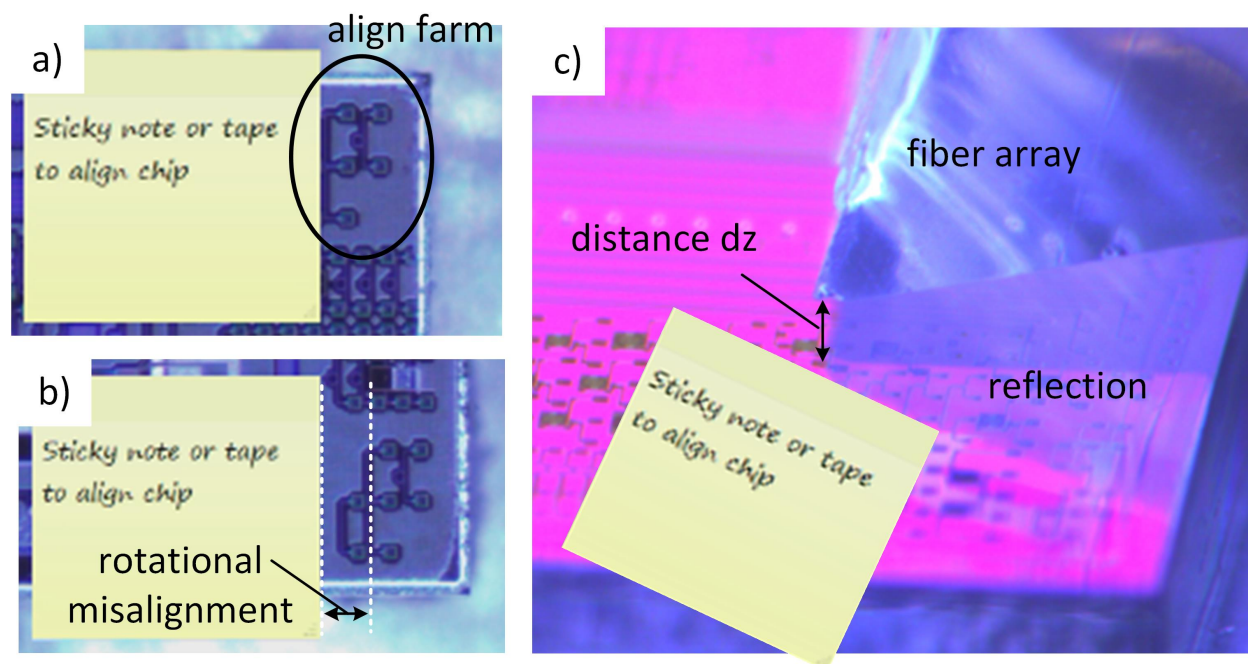 a)
align farm
Sticky note or tape
to align chip
b)
Sticky note or tape
to align chip
rotational
misalignment
c)
fiber array
distance dz
reflection
Sticky note or tape
to align chip